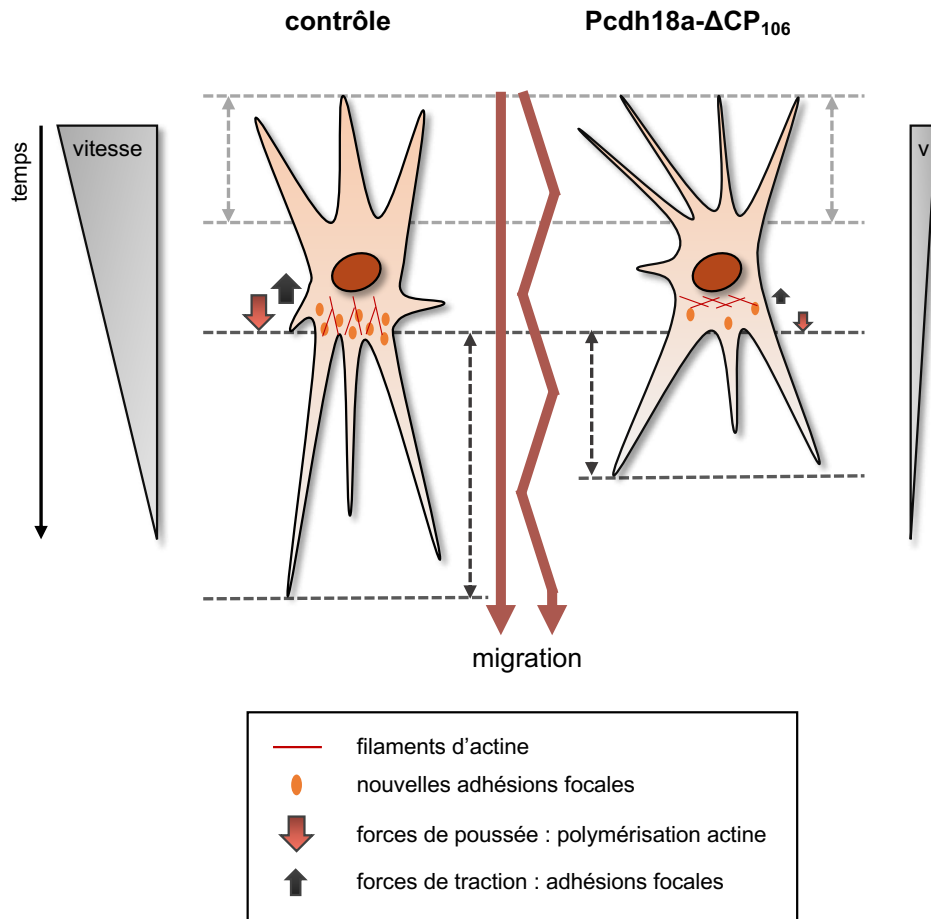 contrôle
Pcdh18a-ΔCP₁₀₆
temps
vitesse
v
migration
filaments d’actine
nouvelles adhésions focales
forces de poussée : polymérisation actine
forces de traction : adhésions focales